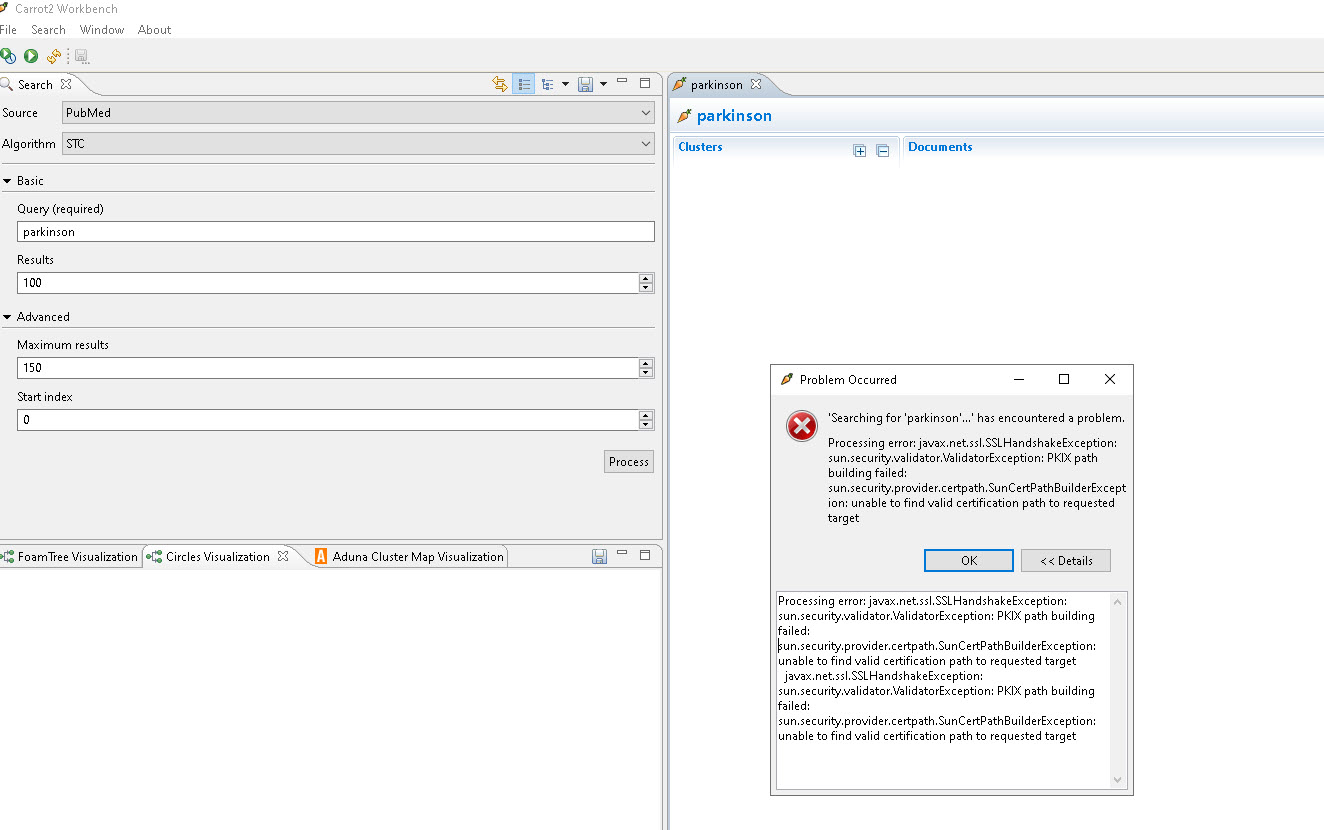 Carrot2 Workbench
File Search Window About
Search
Source PubMed
Algorithm STC
Basic
Query (required)
parkinson
Results
100
Advanced
Maximum results
150
Start index
0
Process
FoamTree Visualization Circles Visualization A Aduna Cluster Map Visualization
parkinson
parkinson
Clusters Documents
Problem Occurred
'Searching for 'parkinson'...' has encountered a problem.
Processing error: javax.net.ssl.SSLHandshakeException:
sun.security.validator.ValidatorException: PKIX path
building failed:
sun.security.provider.certpath.SunCertPathBuilderExcept
ion: unable to find valid certification path to requested
target
OK << Details
Processing error: javax.net.ssl.SSLHandshakeException:
sun.security.validator.ValidatorException: PKIX path building
failed:
sun.security.provider.certpath.SunCertPathBuilderException:
unable to find valid certification path to requested target
javax.net.ssl.SSLHandshakeException:
sun.security.validator.ValidatorException: PKIX path building
failed:
sun.security.provider.certpath.SunCertPathBuilderException:
unable to find valid certification path to requested target